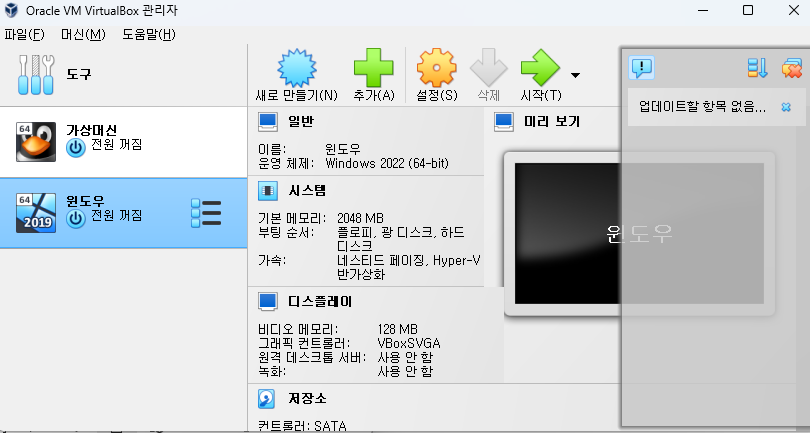 Oracle VM VirtualBox 관리자
파일(F) 머신(M) 도움말(H)
도구
새로 만들기(N) 추가(A) 설정(S) 삭제 시작(T)
64
가상머신
전원 꺼짐
64
2019
윈도우
전원 꺼짐
일반
이름: 윈도우
운영 체제: Windows 2022 (64-bit)
시스템
기본 메모리: 2048 MB
부팅 순서: 플로피, 광 디스크, 하드
디스크
가속: 네스티드 페이징, Hyper-V
반가상화
디스플레이
비디오 메모리: 128 MB
그래픽 컨트롤러: VBoxSVGA
원격 데스크톱 서버: 사용 안 함
녹화: 사용 안 함
저장소
컨트롤러: SATA
미리 보기
윈도우
업데이트할 항목 없음...